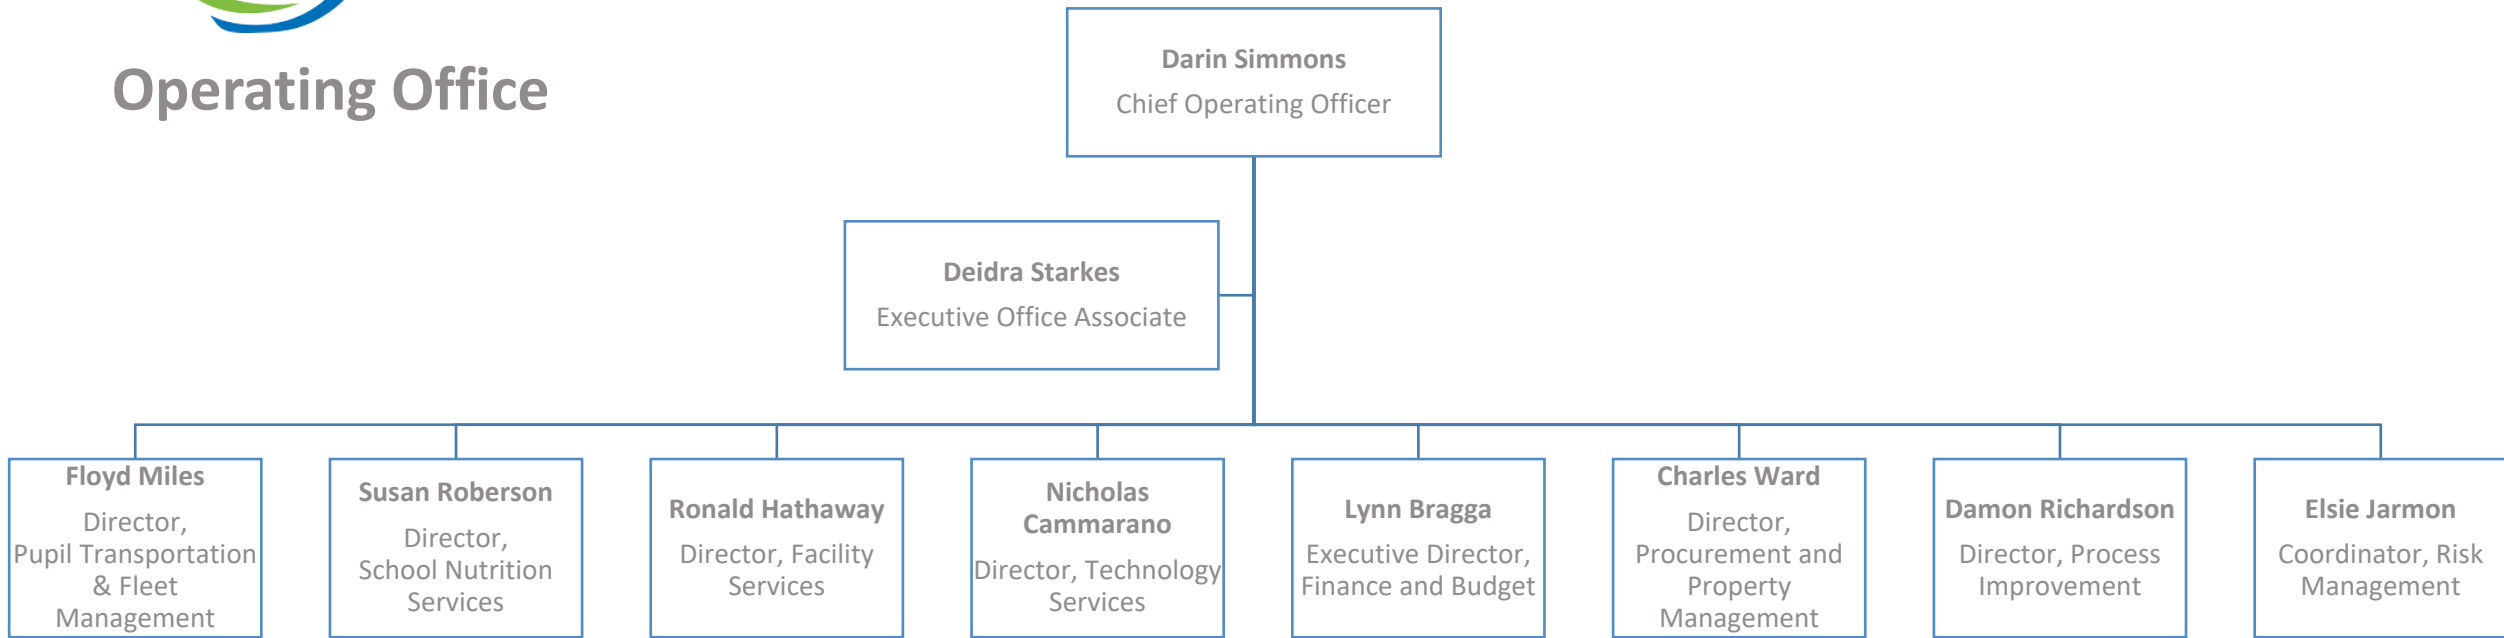 Operating Office
Darin Simmons
Chief Operating Officer
Deidra Starkes
Executive Office Associate
Floyd Miles
Director,
Pupil Transportation
& Fleet
Management
Susan Roberson
Director,
School Nutrition
Services
Ronald Hathaway
Director, Facility
Services
Nicholas
Cammarano
Director, Technology
Services
Lynn Bragga
Executive Director,
Finance and Budget
Charles Ward
Director,
Procurement and
Property
Management
Damon Richardson
Director, Process
Improvement
Elsie Jarmon
Coordinator, Risk
Management